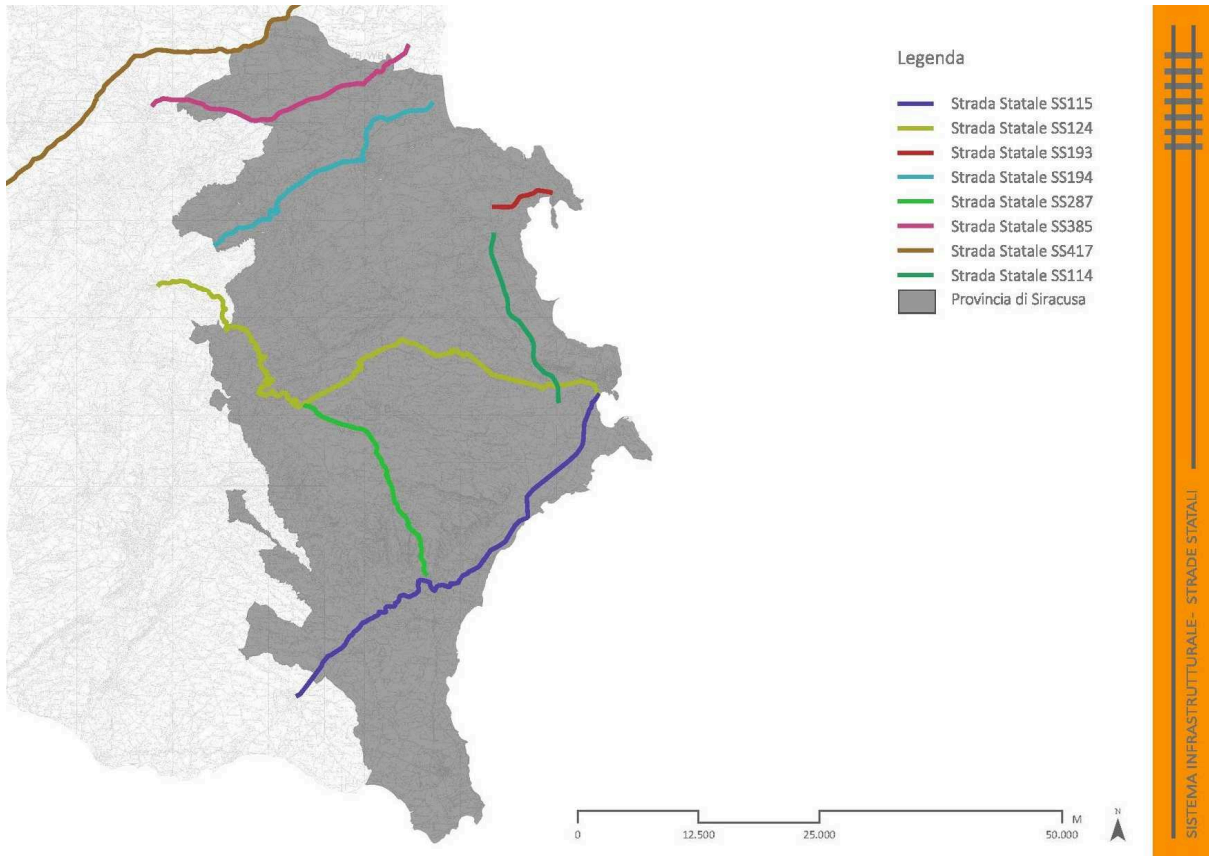 Legenda
Strada Statale SS115
Strada Statale SS124
Strada Statale SS193
Strada Statale SS194
Strada Statale SS287
Strada Statale SS385
Strada Statale SS417
Strada Statale SS114
Provincia di Siracusa
0 12.500 25.000 50.000 M
N
SISTEMA INFRASTRUTTURALE- STRADE STATALI